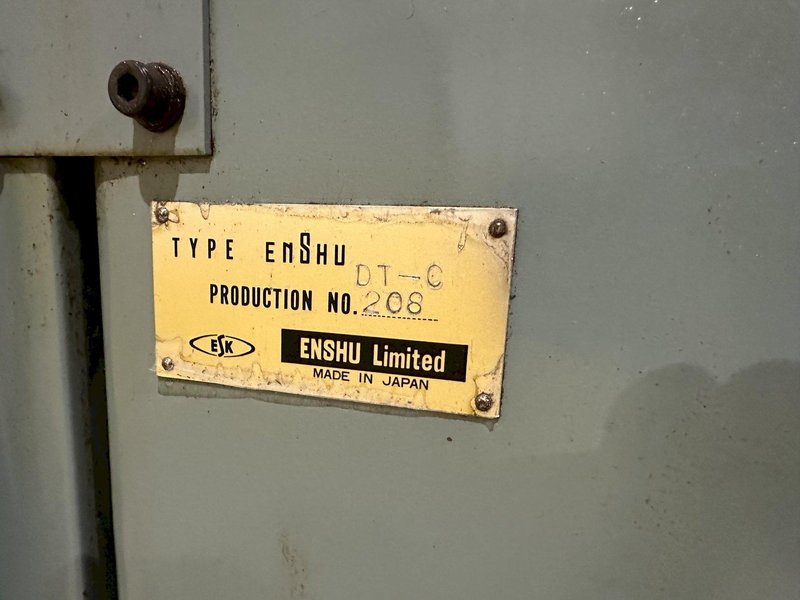 TYPE ENSHU DT-C
PRODUCTION NO. 208
ESK
ENSHU Limited
MADE IN JAPAN